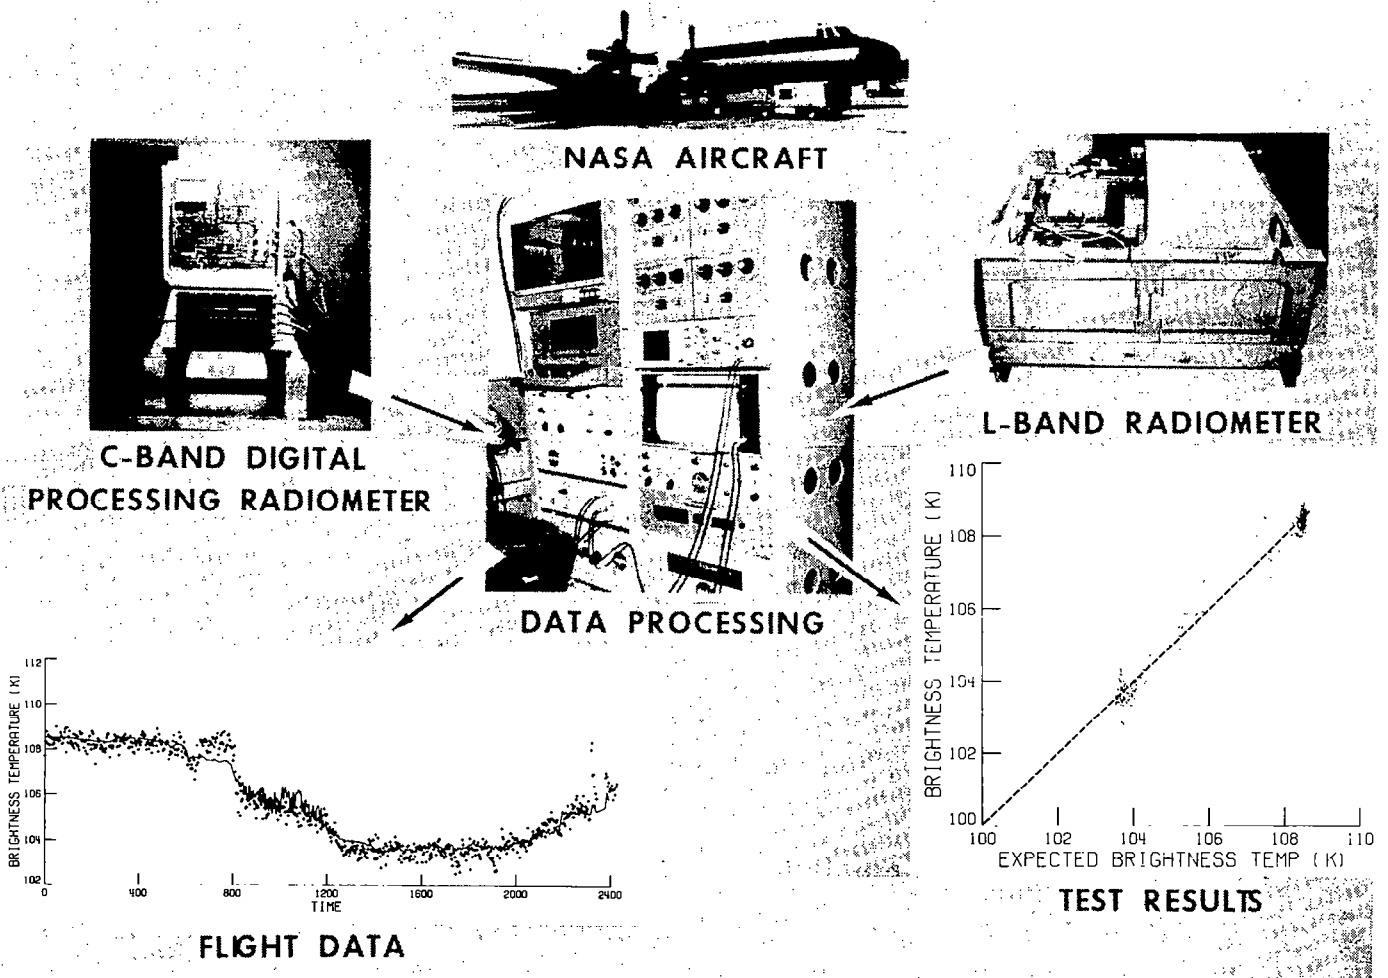 NASA AIRCRAFT
C-BAND DIGITAL
PROCESSING RADIOMETER
L-BAND RADIOMETER
DATA PROCESSING
112
110
108
106
104
102
BRIGHTNESS TEMPERATURE (K)
0
400
800
1200
1600
2000
2400
TIME
FLIGHT DATA
110
108
106
104
102
100
BRIGHTNESS TEMPERATURE (K)
100
102
104
106
108
110
EXPECTED BRIGHTNESS TEMP (K)
TEST RESULTS